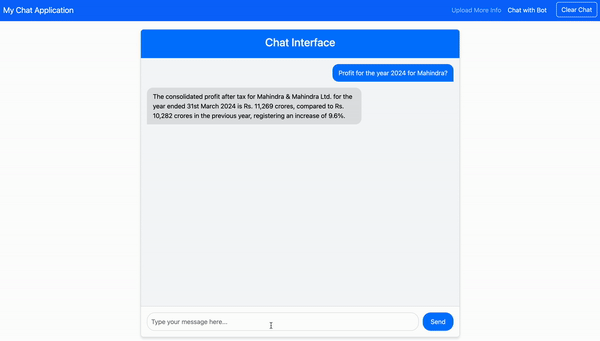 My Chat Application
Upload More Info
Chat with Bot
Clear Chat
Chat Interface
Profit for the year 2024 for Mahindra?
The consolidated profit after tax for Mahindra & Mahindra Ltd. for the
year ended 31st March 2024 is Rs. 11,269 crores, compared to Rs.
10,282 crores in the previous year, registering an increase of 9.6%.
Type your message here...
Send